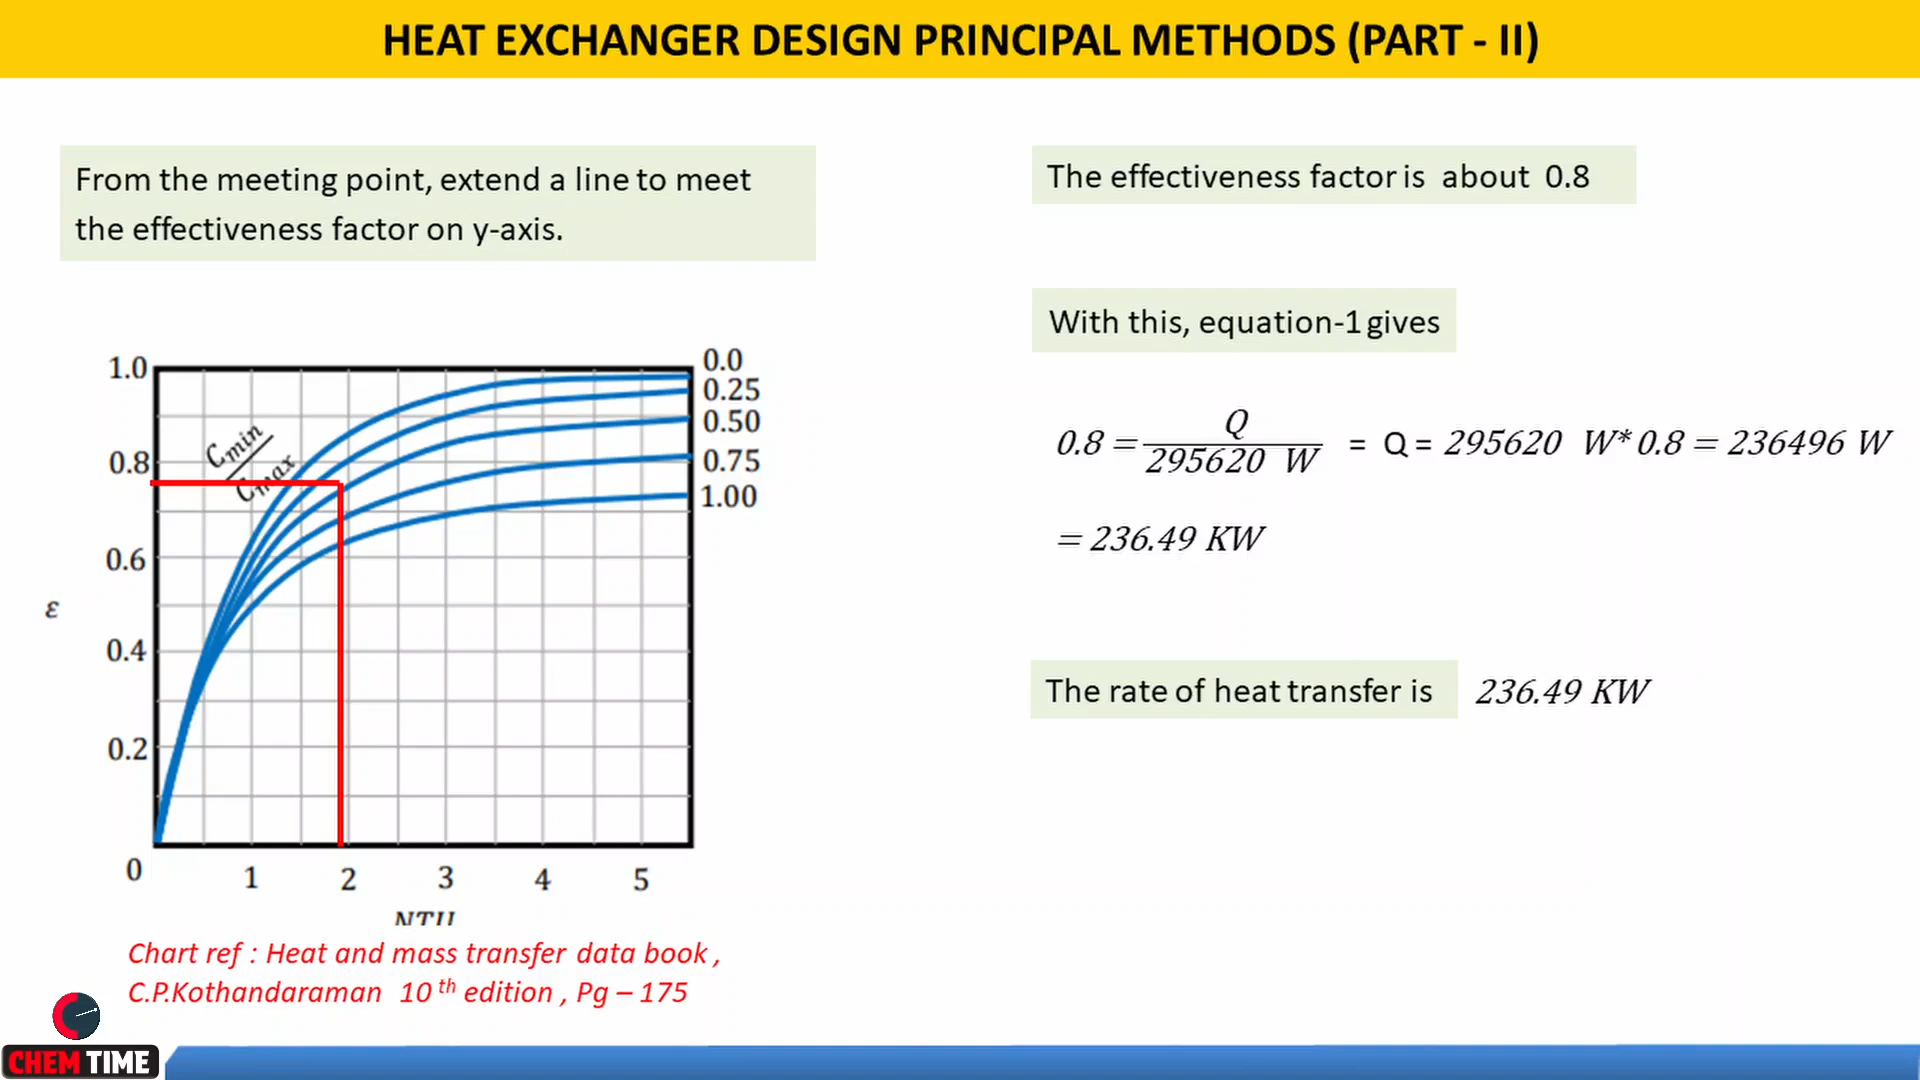 HEAT EXCHANGER DESIGN PRINCIPAL METHODS (PART - II)
From the meeting point, extend a line to meet
the effectiveness factor on y-axis.
1.0
0.8
0.6
0.4
0.2
0
ε
Cmin
Cmax
0.0
0.25
0.50
0.75
1.00
1 2 3 4 5
NTU
Chart ref : Heat and mass transfer data book ,
C.P.Kothandaraman 10 th edition , Pg – 175
CHEM TIME
The effectiveness factor is about 0.8
With this, equation-1 gives
0.8 = Q / 295620 W = Q = 295620 W* 0.8 = 236496 W
= 236.49 KW
The rate of heat transfer is 236.49 KW